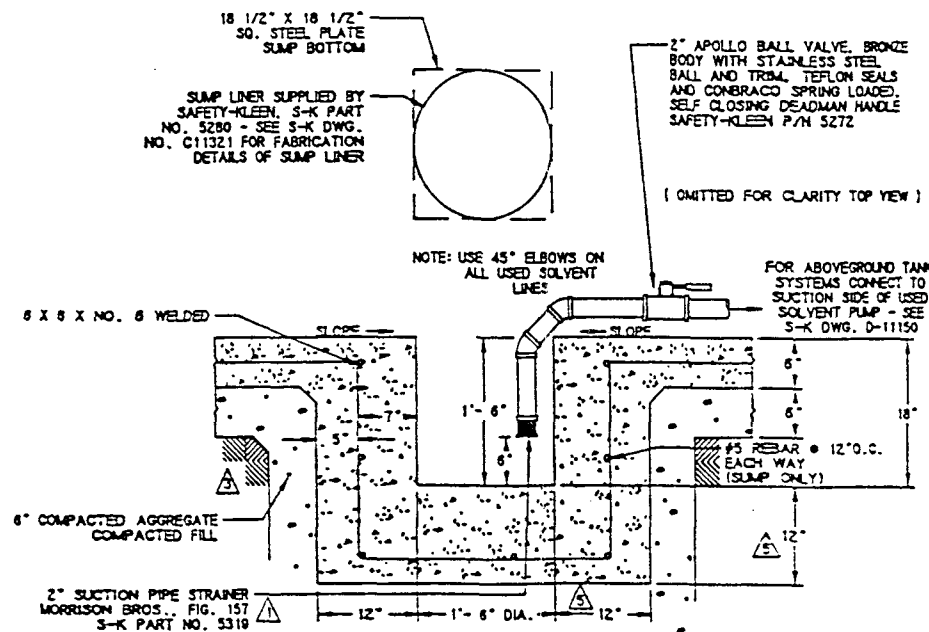 18 1/2" X 18 1/2"
SQ. STEEL PLATE
SUMP BOTTOM
SUMP LINER SUPPLIED BY
SAFETY-KLEEN, S-K PART
NO. 5280 - SEE S-K DWG.
NO. C11321 FOR FABRICATION
DETAILS OF SUMP LINER
2" APOLLO BALL VALVE, BRONZE
BODY WITH STAINLESS STEEL
BALL AND TRIM, TEFLON SEALS
AND CONBRACO SPRING LOADED,
SELF CLOSING DEADMAN HANDLE
SAFETY-KLEEN P/N 5272
( OMITTED FOR CLARITY TOP VIEW )
NOTE: USE 45° ELBOWS ON
ALL USED SOLVENT
LINES
FOR ABOVEGROUND TANK
SYSTEMS CONNECT TO
SUCTION SIDE OF USED
SOLVENT PUMP - SEE
S-K DWG. D-11150
6 X 6 X NO. 6 WELDED
SLOPE
SLOPE
1'- 6"
6"
6"
18"
7"
5"
6"
#5 REBAR @ 12"O.C.
EACH WAY
(SUMP ONLY)
3
6" COMPACTED AGGREGATE
COMPACTED FILL
5
12"
2" SUCTION PIPE STRAINER
MORRISON BROS., FIG. 157
S-K PART NO. 5319
1
12"
1'- 6" DIA.
5
12"